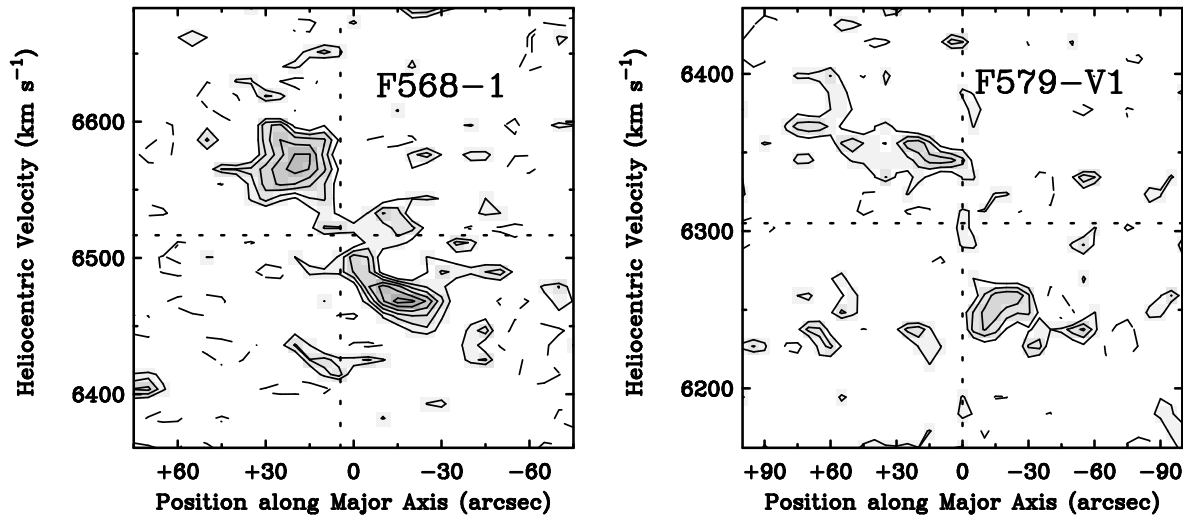 F568−1
Heliocentric Velocity (km s⁻¹)
6600
6500
6400
+60 +30 0 −30 −60
Position along Major Axis (arcsec)
F579−V1
Heliocentric Velocity (km s⁻¹)
6400
6300
6200
+90 +60 +30 0 −30 −60 −90
Position along Major Axis (arcsec)